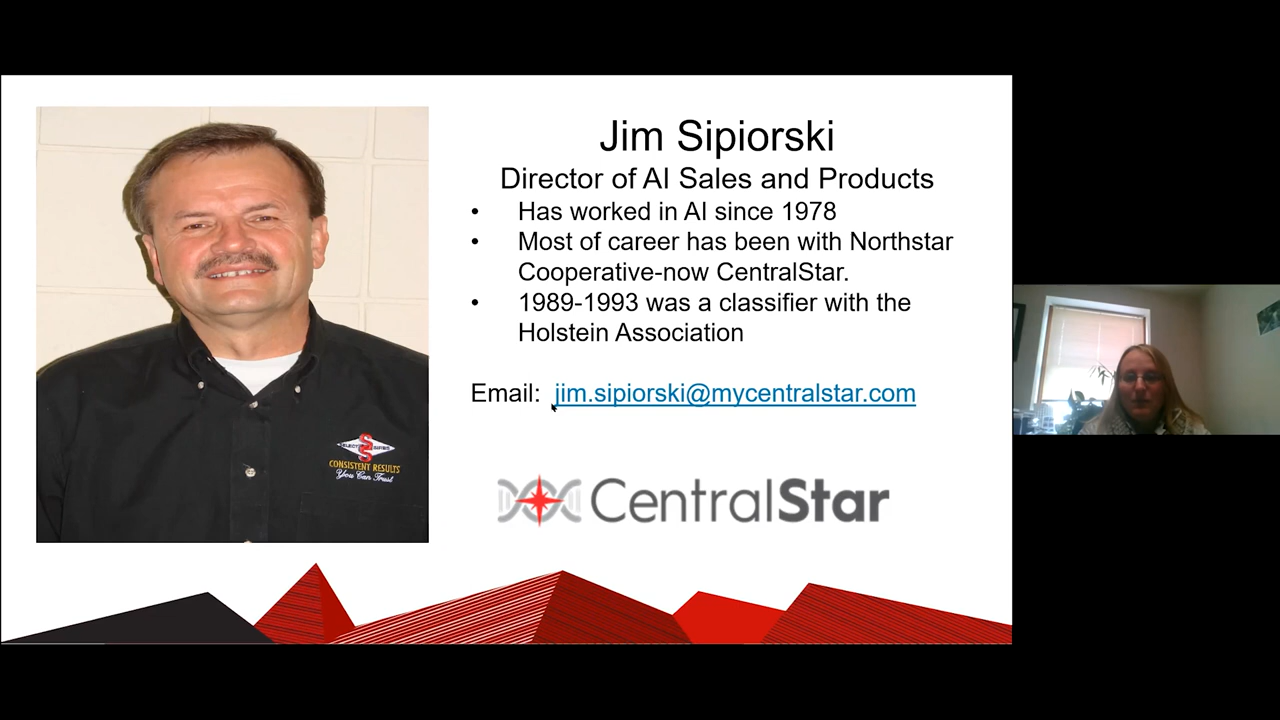 Jim Sipiorski
Director of AI Sales and Products
• Has worked in AI since 1978
• Most of career has been with Northstar
Cooperative-now CentralStar.
• 1989-1993 was a classifier with the
Holstein Association
Email: jim.sipiorski@mycentralstar.com
CentralStar
SELECT SIRES
CONSISTENT RESULTS
You Can Trust